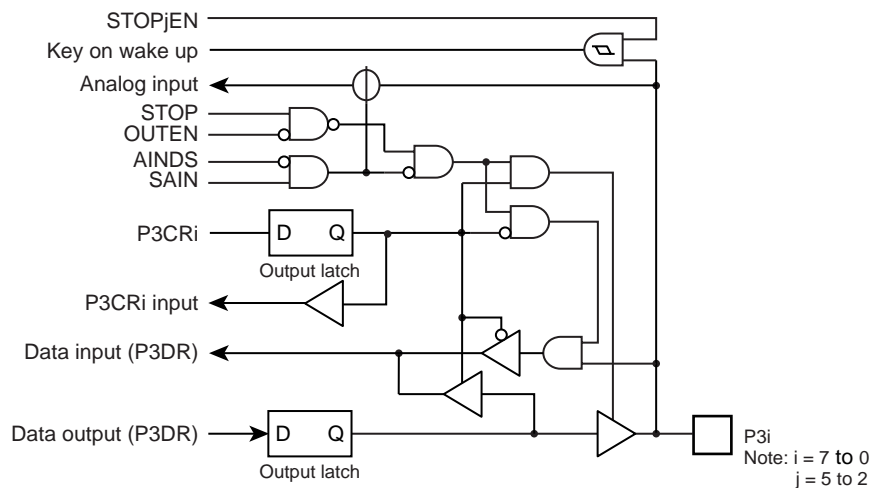 STOPjEN
Key on wake up
Analog input
STOP
OUTEN
AINDS
SAIN
P3CRi
D Q
Output latch
P3CRi input
Data input (P3DR)
Data output (P3DR)
D Q
Output latch
P3i
Note: i = 7 to 0
j = 5 to 2